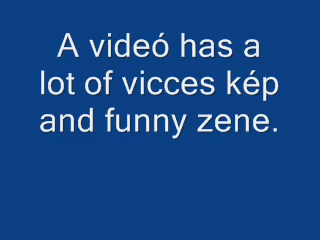 A videó has a
lot of vicces kép
and funny zene.